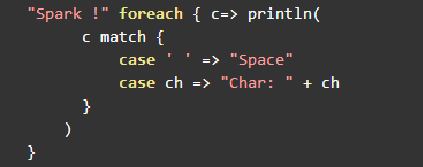 "Spark !" foreach { c=> println(
c match {
case ' ' => "Space"
case ch => "Char: " + ch
}
)
}